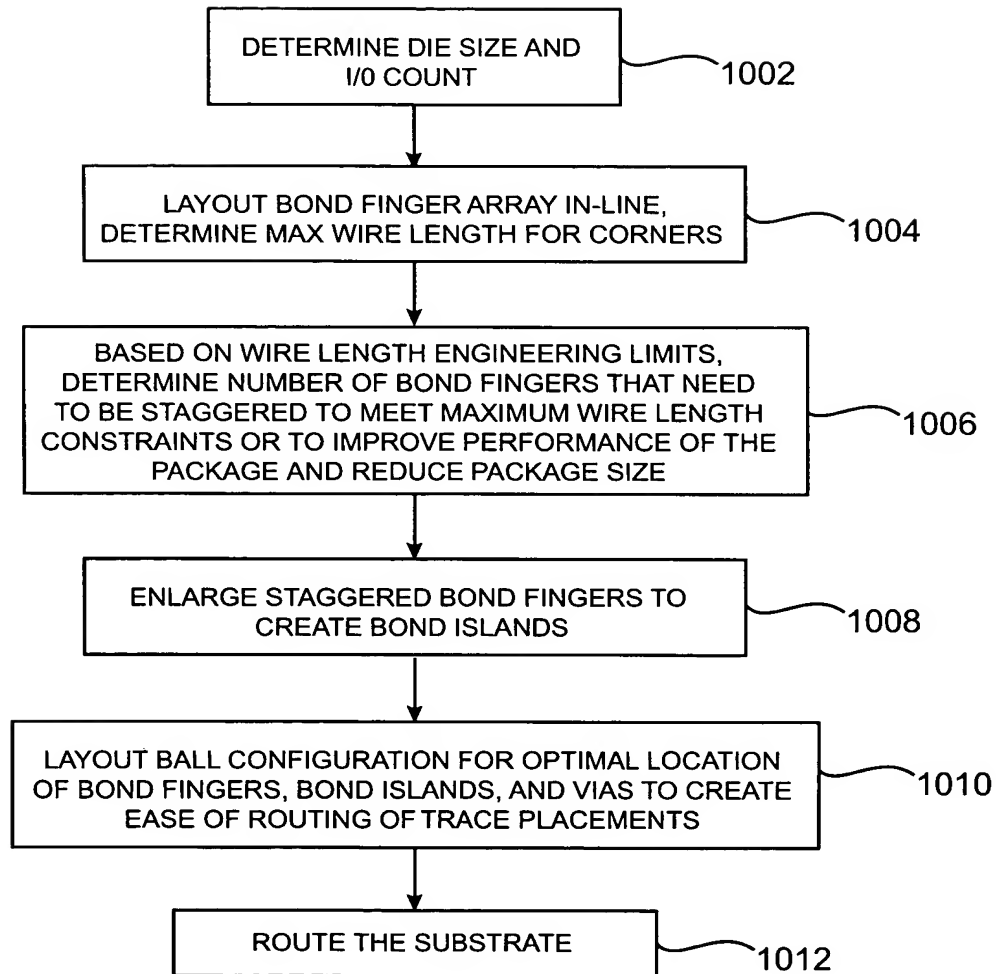 DETERMINE DIE SIZE AND
I/0 COUNT
1002
LAYOUT BOND FINGER ARRAY IN-LINE,
DETERMINE MAX WIRE LENGTH FOR CORNERS
1004
BASED ON WIRE LENGTH ENGINEERING LIMITS,
DETERMINE NUMBER OF BOND FINGERS THAT NEED
TO BE STAGGERED TO MEET MAXIMUM WIRE LENGTH
CONSTRAINTS OR TO IMPROVE PERFORMANCE OF THE
PACKAGE AND REDUCE PACKAGE SIZE
1006
ENLARGE STAGGERED BOND FINGERS TO
CREATE BOND ISLANDS
1008
LAYOUT BALL CONFIGURATION FOR OPTIMAL LOCATION
OF BOND FINGERS, BOND ISLANDS, AND VIAS TO CREATE
EASE OF ROUTING OF TRACE PLACEMENTS
1010
ROUTE THE SUBSTRATE
1012